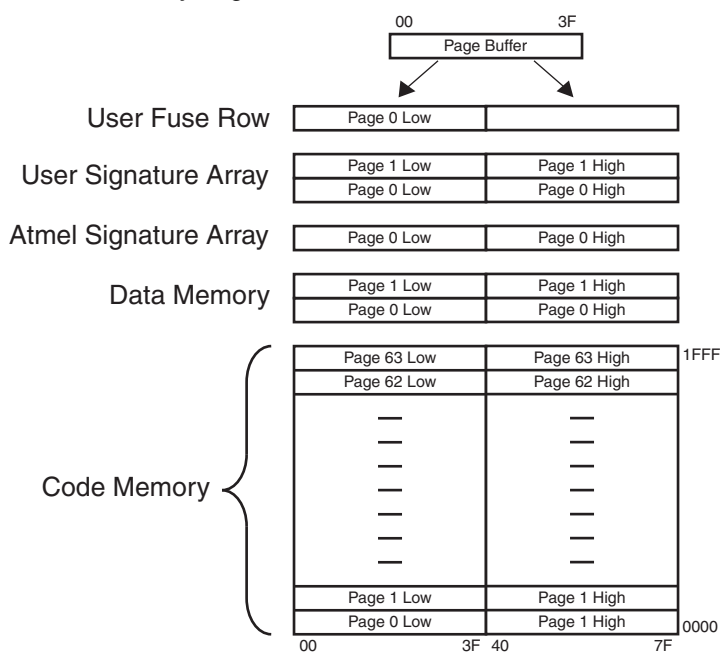 00 3F
Page Buffer
User Fuse Row Page 0 Low
User Signature Array
Page 1 Low Page 1 High
Page 0 Low Page 0 High
Atmel Signature Array Page 0 Low Page 0 High
Data Memory
Page 1 Low Page 1 High
Page 0 Low Page 0 High
Code Memory
Page 63 Low Page 63 High 1FFF
Page 62 Low Page 62 High
Page 1 Low Page 1 High
Page 0 Low Page 1 High 0000
00 3F 40 7F